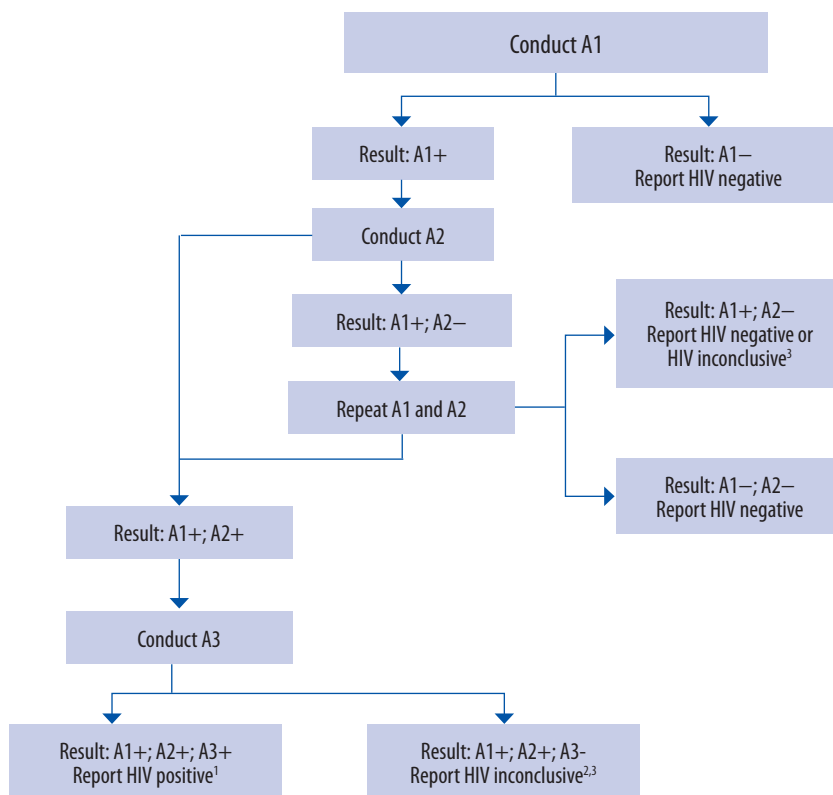 Conduct A1
Result: A1+
Result: A1−
Report HIV negative
Conduct A2
Result: A1+; A2−
Result: A1+; A2−
Report HIV negative or
HIV inconclusive³
Repeat A1 and A2
Result: A1−; A2−
Report HIV negative
Result: A1+; A2+
Conduct A3
Result: A1+; A2+; A3+
Report HIV positive¹
Result: A1+; A2+; A3-
Report HIV inconclusive²,³